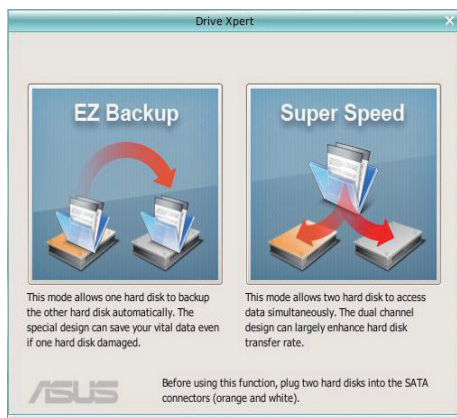 Drive Xpert
X
EZ Backup
This mode allows one hard disk to backup
the other hard disk automatically. The
special design can save your vital data even
if one hard disk damaged.
Super Speed
This mode allows two hard disk to access
data simultaneously. The dual channel
design can largely enhance hard disk
transfer rate.
ASUS
Before using this function, plug two hard disks into the SATA
connectors (orange and white).